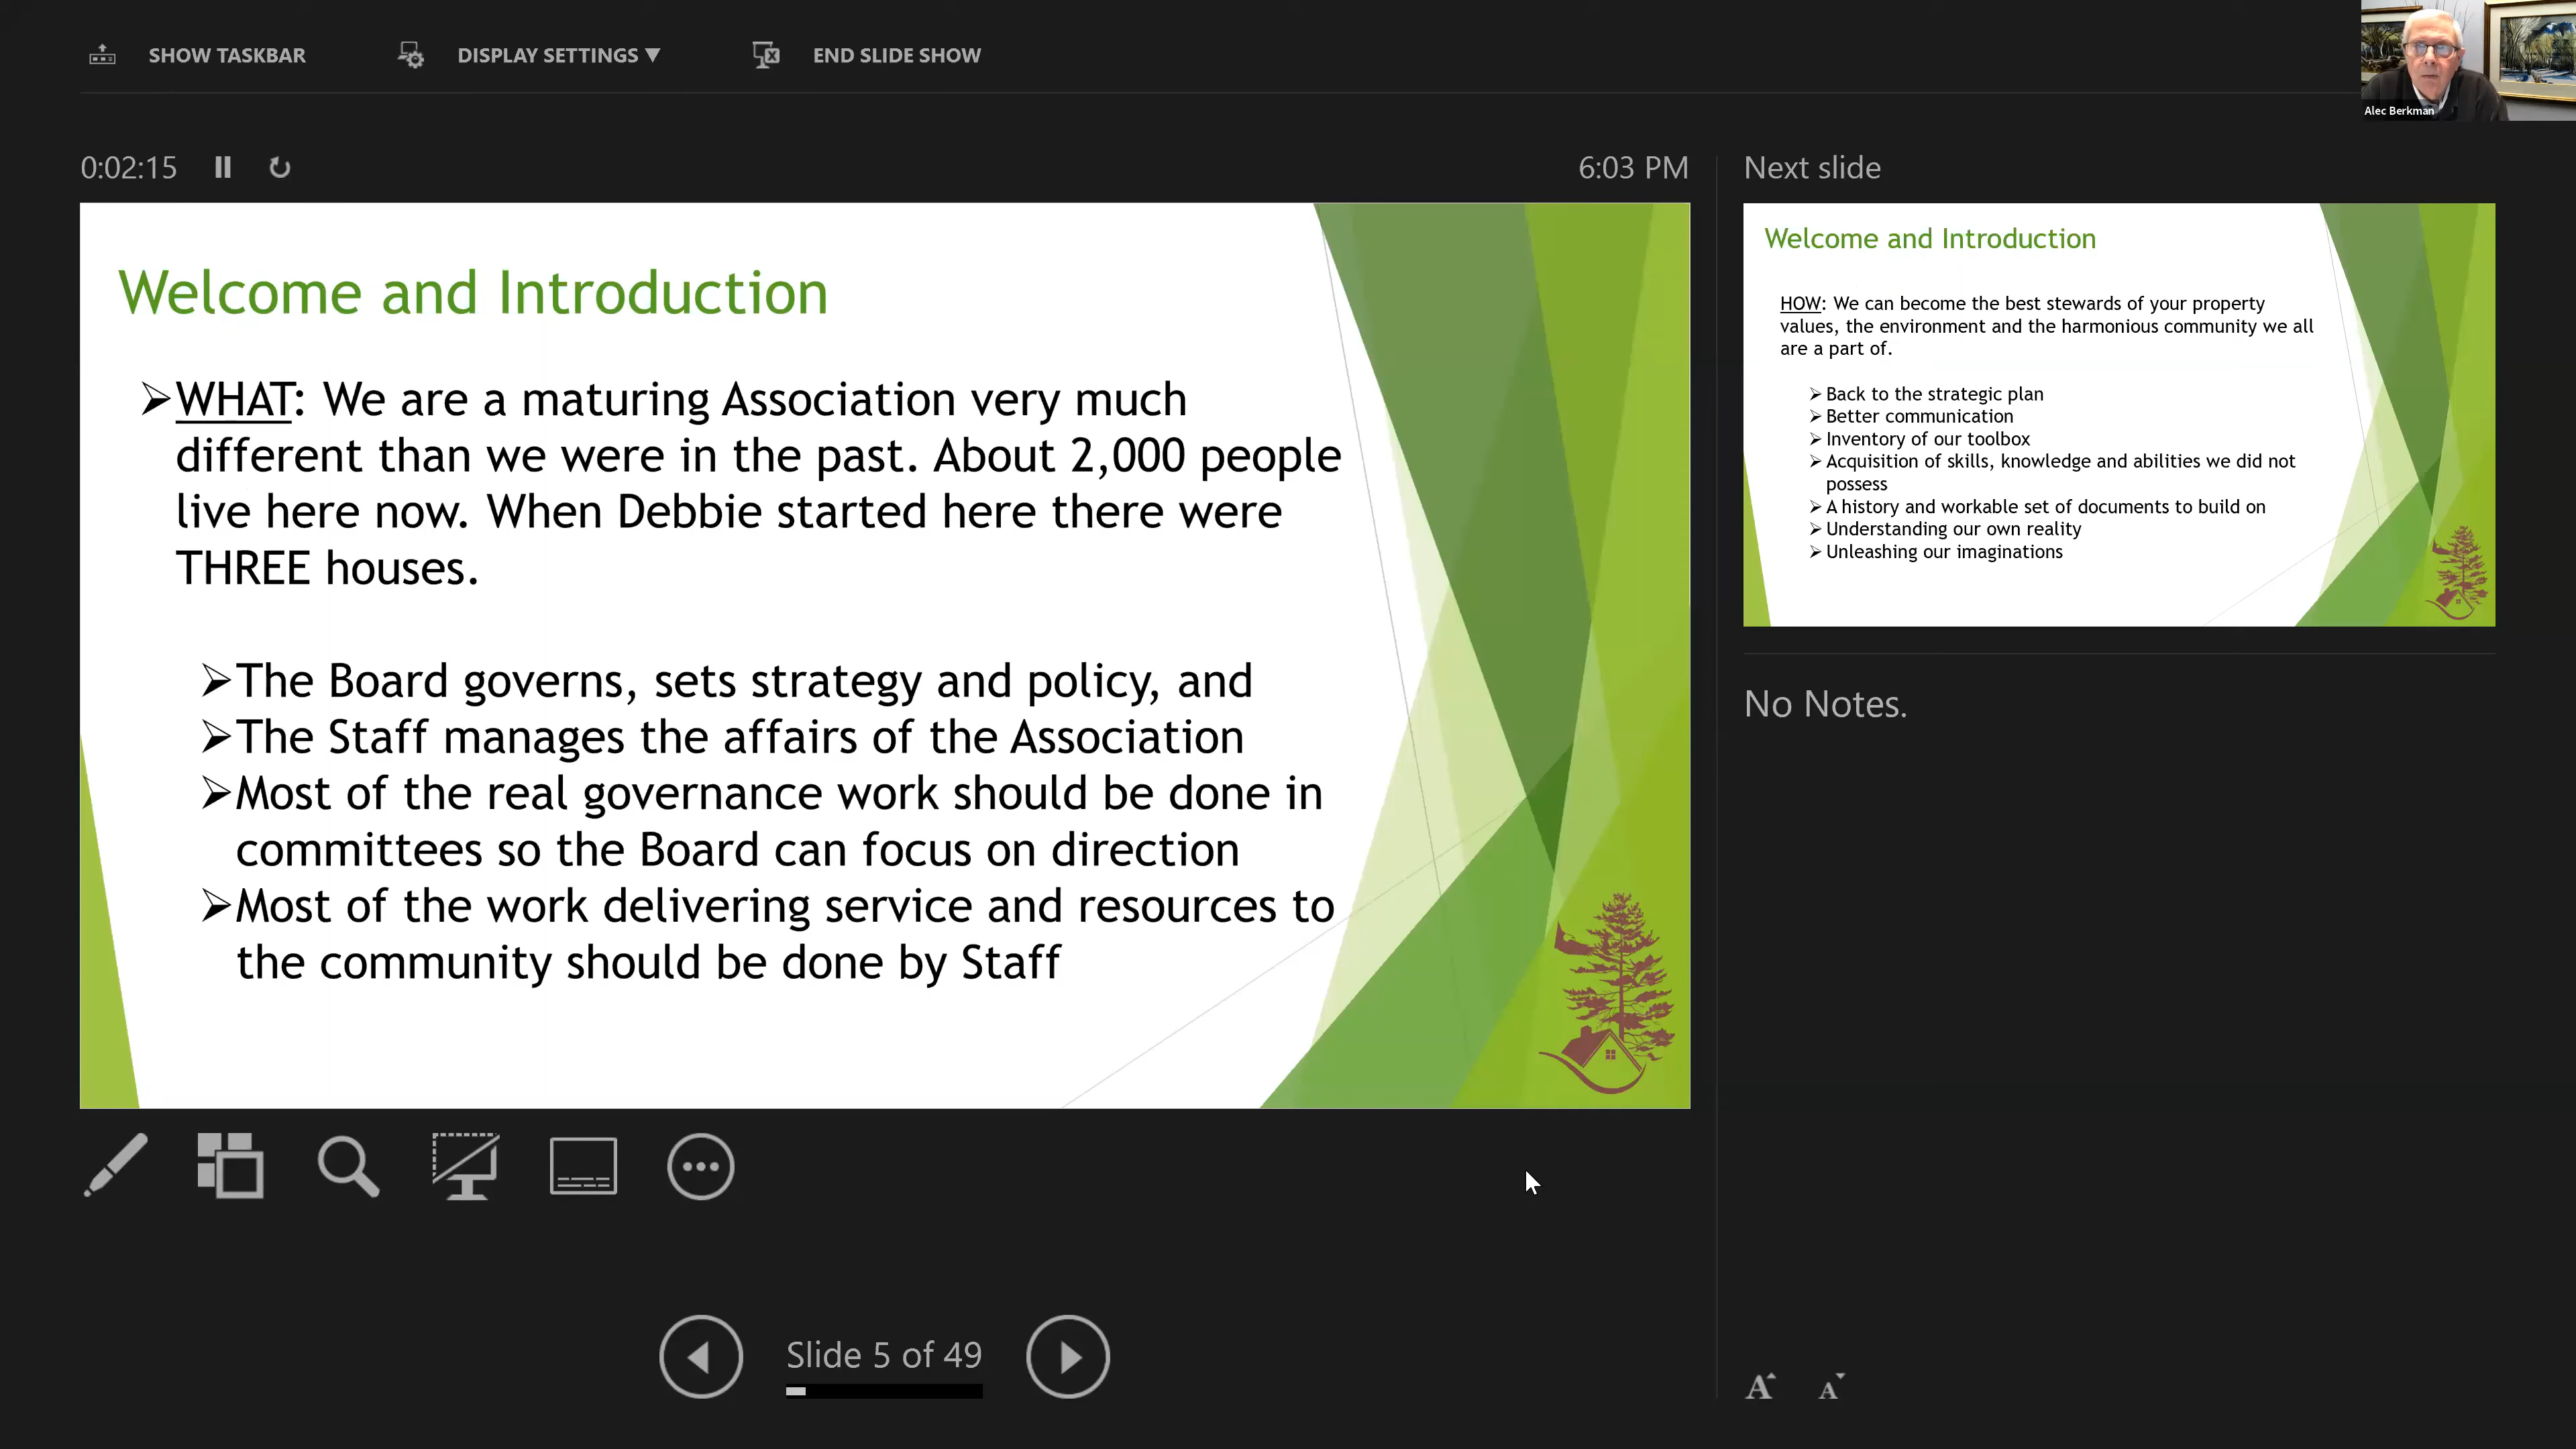 SHOW TASKBAR
DISPLAY SETTINGS ▼
END SLIDE SHOW
Alec Berkman
0:02:15
6:03 PM
Next slide
Welcome and Introduction
➢WHAT: We are a maturing Association very much
different than we were in the past. About 2,000 people
live here now. When Debbie started here there were
THREE houses.
➢The Board governs, sets strategy and policy, and
➢The Staff manages the affairs of the Association
➢Most of the real governance work should be done in
committees so the Board can focus on direction
➢Most of the work delivering service and resources to
the community should be done by Staff
Welcome and Introduction
HOW: We can become the best stewards of your property
values, the environment and the harmonious community we all
are a part of.
➢Back to the strategic plan
➢Better communication
➢Inventory of our toolbox
➢Acquisition of skills, knowledge and abilities we did not
possess
➢A history and workable set of documents to build on
➢Understanding our own reality
➢Unleashing our imaginations
No Notes.
Slide 5 of 49
A A